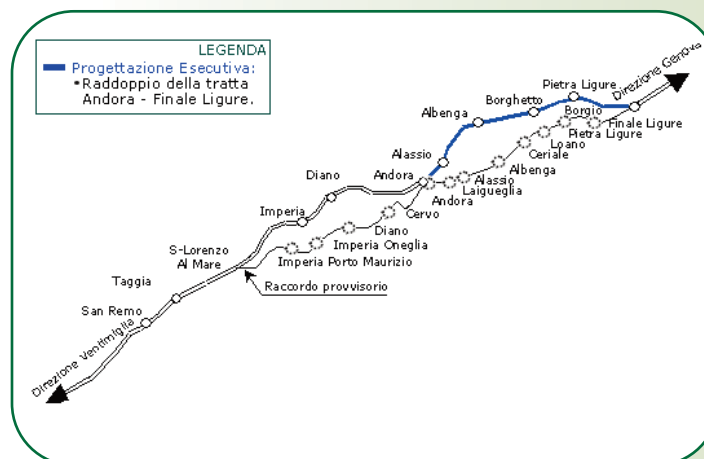 LEGENDA
Progettazione Esecutiva:
•Raddoppio della tratta
Andora - Finale Ligure.
Direzione Genova
Pietra Ligure
Borghetto
Albenga
Borgio
Finale Ligure
Pietra Ligure
Loano
Ceriale
Albenga
Alassio
Alassio
Laigueglia
Andora
Andora
Diano
Cervo
Imperia
Diano
Imperia Oneglia
Imperia Porto Maurizio
S-Lorenzo
Al Mare
Raccordo provvisorio
Taggia
San Remo
Direzione Ventimiglia